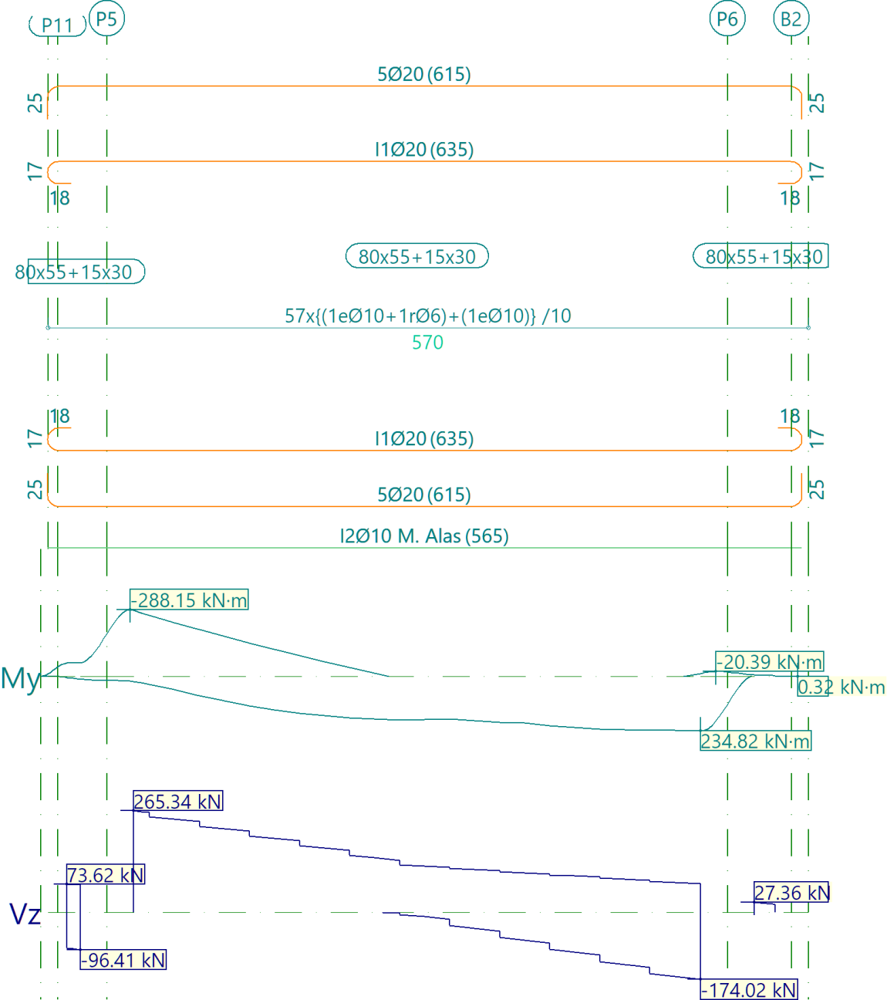 P11 P5 P6 B2
5Ø20 (615)
25 25
I1Ø20 (635)
17 17
18 18
80x55+15x30 80x55+15x30
80x55+15x30
57x{(1eØ10+1rØ6)+(1eØ10)} /10
570
18 18
17 I1Ø20 (635) 17
25 5Ø20 (615) 25
I2Ø10 M. Alas (565)
-288.15 kN·m
-20.39 kN·m
My 0.32 kN·m
234.82 kN·m
265.34 kN
73.62 kN
27.36 kN
Vz
-96.41 kN
-174.02 kN